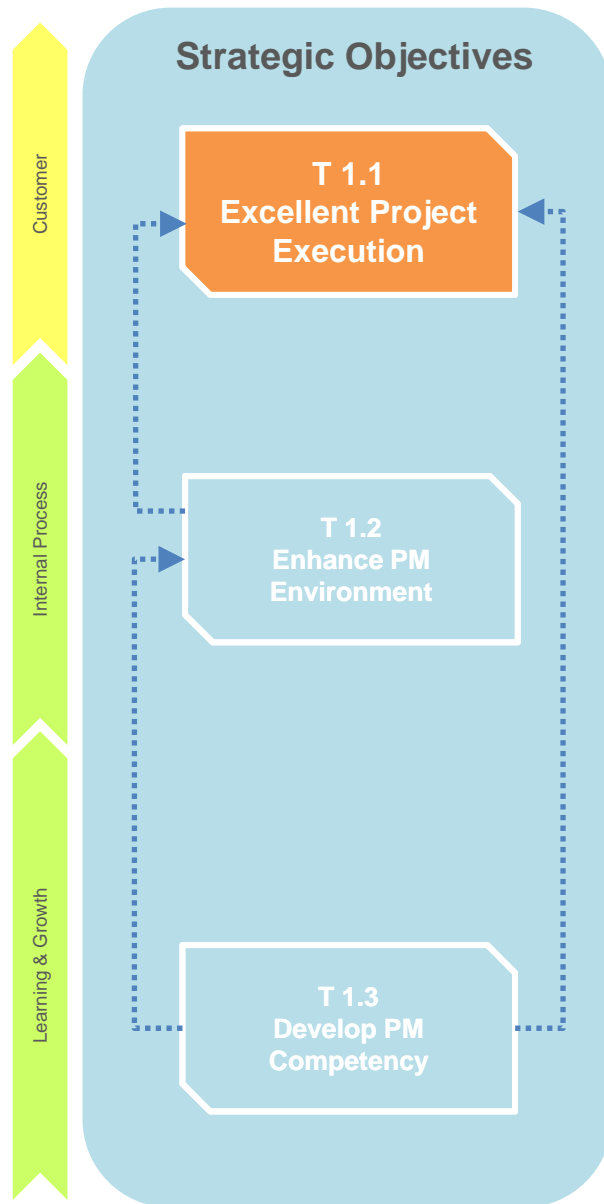 Strategic Objectives
Customer
T 1.1
Excellent Project
Execution
Internal Process
T 1.2
Enhance PM
Environment
Learning & Growth
T 1.3
Develop PM
Competency